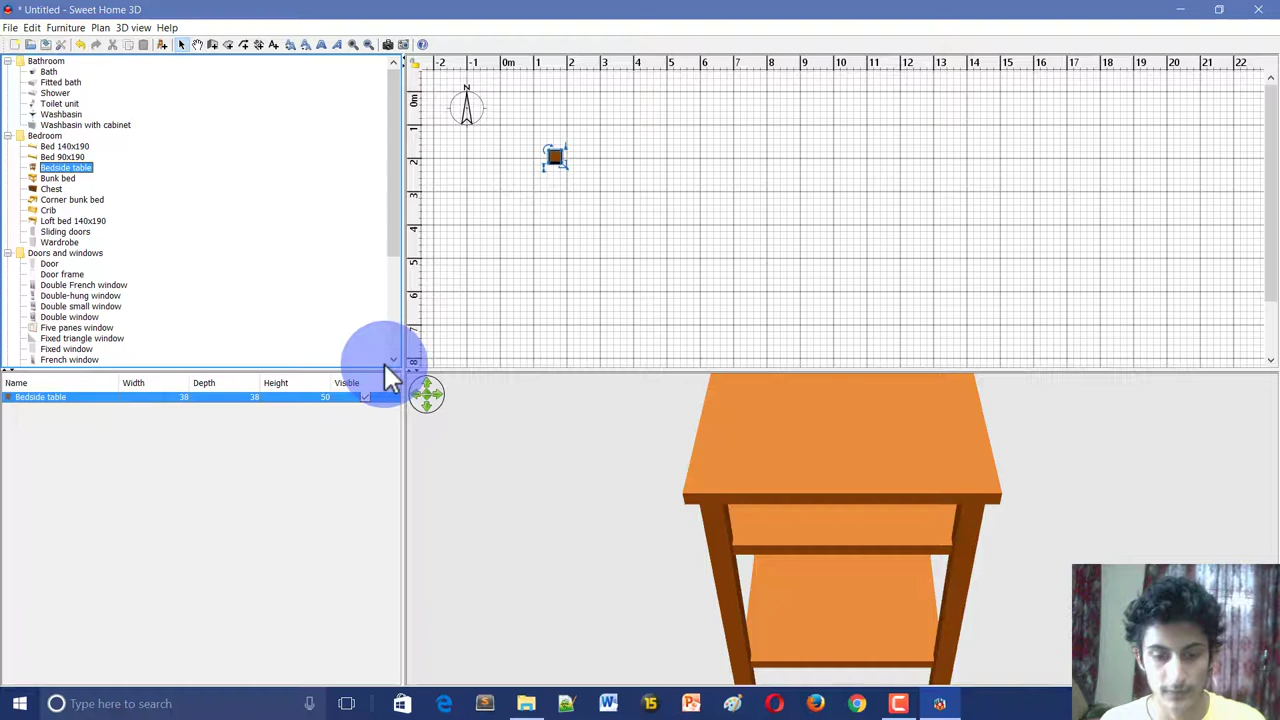 * Untitled - Sweet Home 3D
File Edit Furniture Plan 3D view Help
Bathroom
Bath
Fitted bath
Shower
Toilet unit
Washbasin
Washbasin with cabinet
Bedroom
Bed 140x190
Bed 90x190
Bedside table
Bunk bed
Chest
Corner bunk bed
Crib
Loft bed 140x190
Sliding doors
Wardrobe
Doors and windows
Door
Door frame
Double French window
Double-hung window
Double small window
Double window
Five panes window
Fixed triangle window
Fixed window
French window
-2 -1 0m 1 2 3 4 5 6 7 8 9 10 11 12 13 14 15 16 17 18 19 20 21 22
0m
1
2
3
4
5
6
7
8
N
Name Width Depth Height Visible
Bedside table 38 38 50
Type here to search